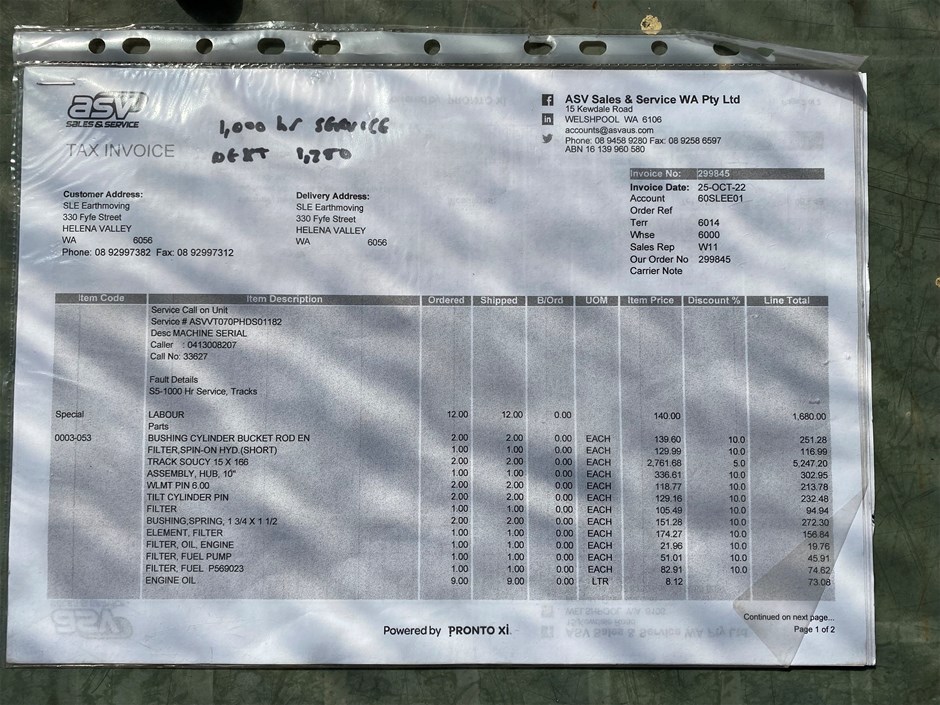 ASV
SALES & SERVICE
TAX INVOICE
1,000 hr SERVICE
NEXT 1,250
ASV Sales & Service WA Pty Ltd
15 Kewdale Road
WELSHPOOL WA 6106
accounts@asvaus.com
Phone: 08 9458 9280 Fax: 08 9258 6597
ABN 16 139 960 580
Invoice No: 299845
Invoice Date: 25-OCT-22
Account 60SLEE01
Order Ref
Terr 6014
Whse 6000
Sales Rep W11
Our Order No 299845
Carrier Note
Customer Address:
SLE Earthmoving
330 Fyfe Street
HELENA VALLEY
WA 6056
Phone: 08 92997382 Fax: 08 92997312
Delivery Address:
SLE Earthmoving
330 Fyfe Street
HELENA VALLEY
WA 6056
Item Code Item Description Ordered Shipped B/Ord UOM Item Price Discount % Line Total
Service Call on Unit
Service # ASVVT070PHDS01182
Desc MACHINE SERIAL
Caller : 0413008207
Call No: 33627
Fault Details
S5-1000 Hr Service, Tracks
Special LABOUR 12.00 12.00 0.00 140.00 1,680.00
Parts
0003-053 BUSHING CYLINDER BUCKET ROD EN 2.00 2.00 0.00 EACH 139.60 10.0 251.28
FILTER,SPIN-ON HYD.(SHORT) 1.00 1.00 0.00 EACH 129.99 10.0 116.99
TRACK SOUCY 15 X 166 2.00 2.00 0.00 EACH 2,761.68 5.0 5,247.20
ASSEMBLY, HUB, 10" 1.00 1.00 0.00 EACH 336.61 10.0 302.95
WLMT PIN 6.00 2.00 2.00 0.00 EACH 118.77 10.0 213.78
TILT CYLINDER PIN 2.00 2.00 0.00 EACH 129.16 10.0 232.48
FILTER 1.00 1.00 0.00 EACH 105.49 10.0 94.94
BUSHING,SPRING, 1 3/4 X 1 1/2 2.00 2.00 0.00 EACH 151.28 10.0 272.30
ELEMENT, FILTER 1.00 1.00 0.00 EACH 174.27 10.0 156.84
FILTER, OIL, ENGINE 1.00 1.00 0.00 EACH 21.96 10.0 19.76
FILTER, FUEL PUMP 1.00 1.00 0.00 EACH 51.01 10.0 45.91
FILTER, FUEL P569023 1.00 1.00 0.00 EACH 82.91 10.0 74.62
ENGINE OIL 9.00 9.00 0.00 LTR 8.12 73.08
Continued on next page...
Powered by PRONTO Xi.
Page 1 of 2